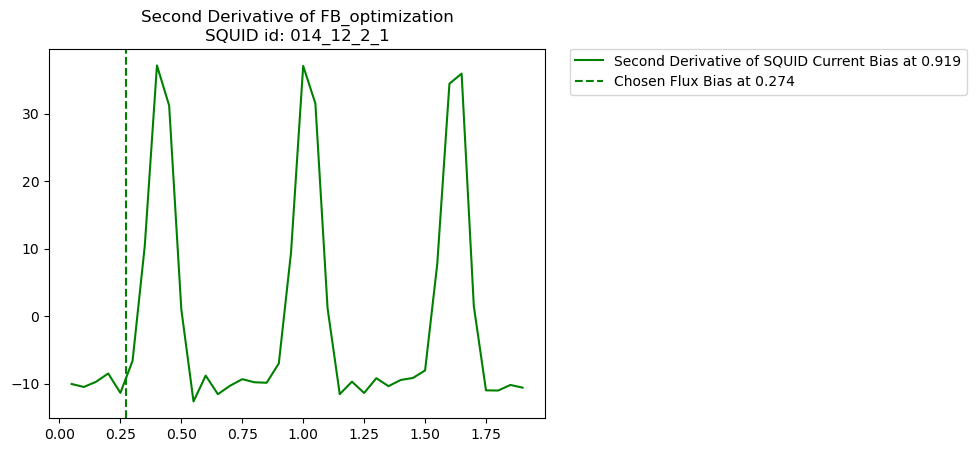 Second Derivative of FB_optimization
SQUID id: 014_12_2_1
Second Derivative of SQUID Current Bias at 0.919
Chosen Flux Bias at 0.274
30
20
10
0
−10
0.00 0.25 0.50 0.75 1.00 1.25 1.50 1.75